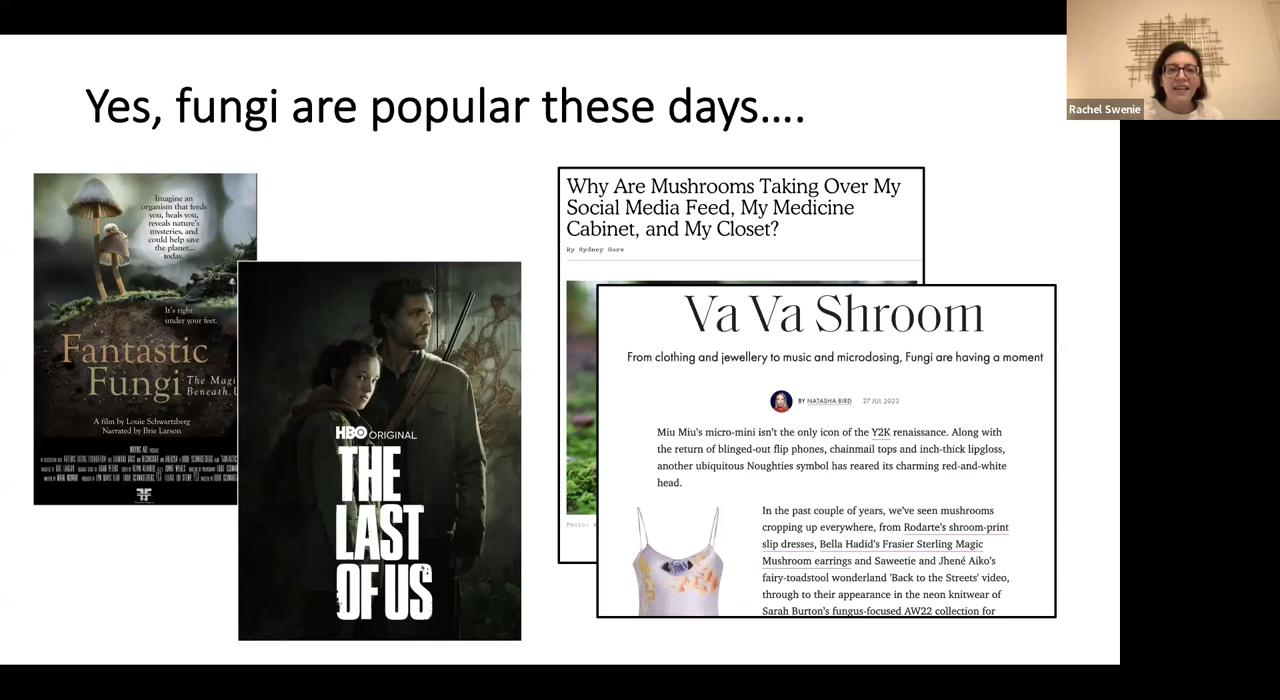 Rachel Swenie
Yes, fungi are popular these days....
Imagine an
organism that feeds
you, heals you,
reveals nature's
mysteries, and
could help save
the planet...
today.
It's right
under your feet.
Fantastic
Fungi
The Magi
Beneath
A film by Louie Schwartzberg
Narrated by Brie Larson
HBO ORIGINAL
THE
LAST
OF US
Why Are Mushrooms Taking Over My
Social Media Feed, My Medicine
Cabinet, and My Closet?
By Sydney Gore
Photo:
Va Va Shroom
From clothing and jewellery to music and microdosing, Fungi are having a moment
BY NATASHA BIRD 27 JUL 2022
Miu Miu's micro-mini isn't the only icon of the Y2K renaissance. Along with
the return of blinged-out flip phones, chainmail tops and inch-thick lipgloss,
another ubiquitous Noughties symbol has reared its charming red-and-white
head.
In the past couple of years, we've seen mushrooms
cropping up everywhere, from Rodarte's shroom-print
slip dresses, Bella Hadid's Frasier Sterling Magic
Mushroom earrings and Saweetie and Jhené Aiko's
fairy-toadstool wonderland 'Back to the Streets' video,
through to their appearance in the neon knitwear of
Sarah Burton's fungus-focused AW22 collection for